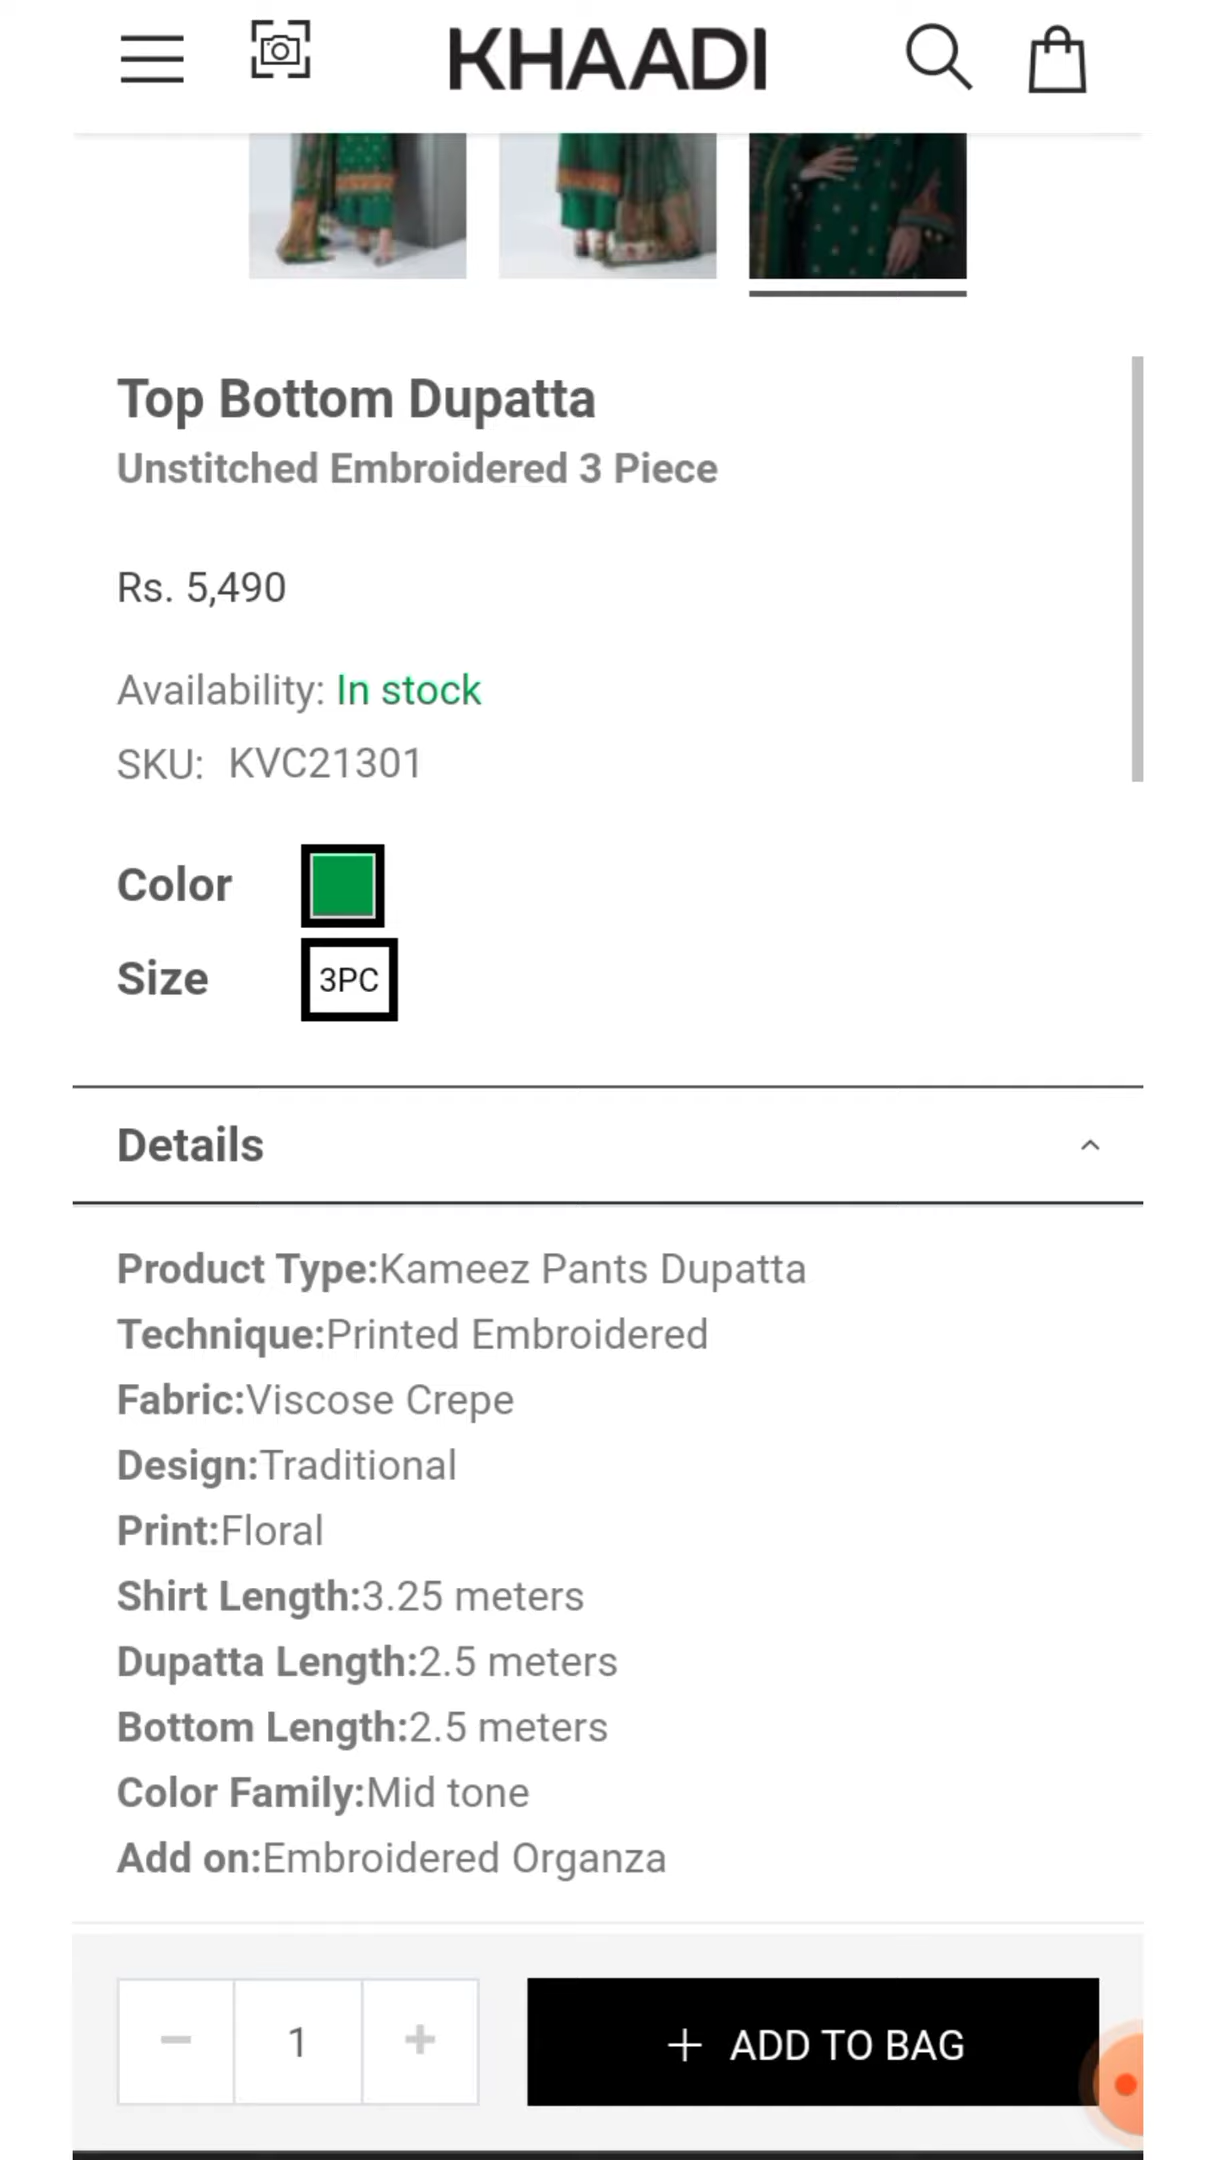 KHAADI
Top Bottom Dupatta
Unstitched Embroidered 3 Piece
Rs. 5,490
Availability: In stock
SKU: KVC21301
Color
Size 3PC
Details
Product Type:Kameez Pants Dupatta
Technique:Printed Embroidered
Fabric:Viscose Crepe
Design:Traditional
Print:Floral
Shirt Length:3.25 meters
Dupatta Length:2.5 meters
Bottom Length:2.5 meters
Color Family:Mid tone
Add on:Embroidered Organza
1
ADD TO BAG